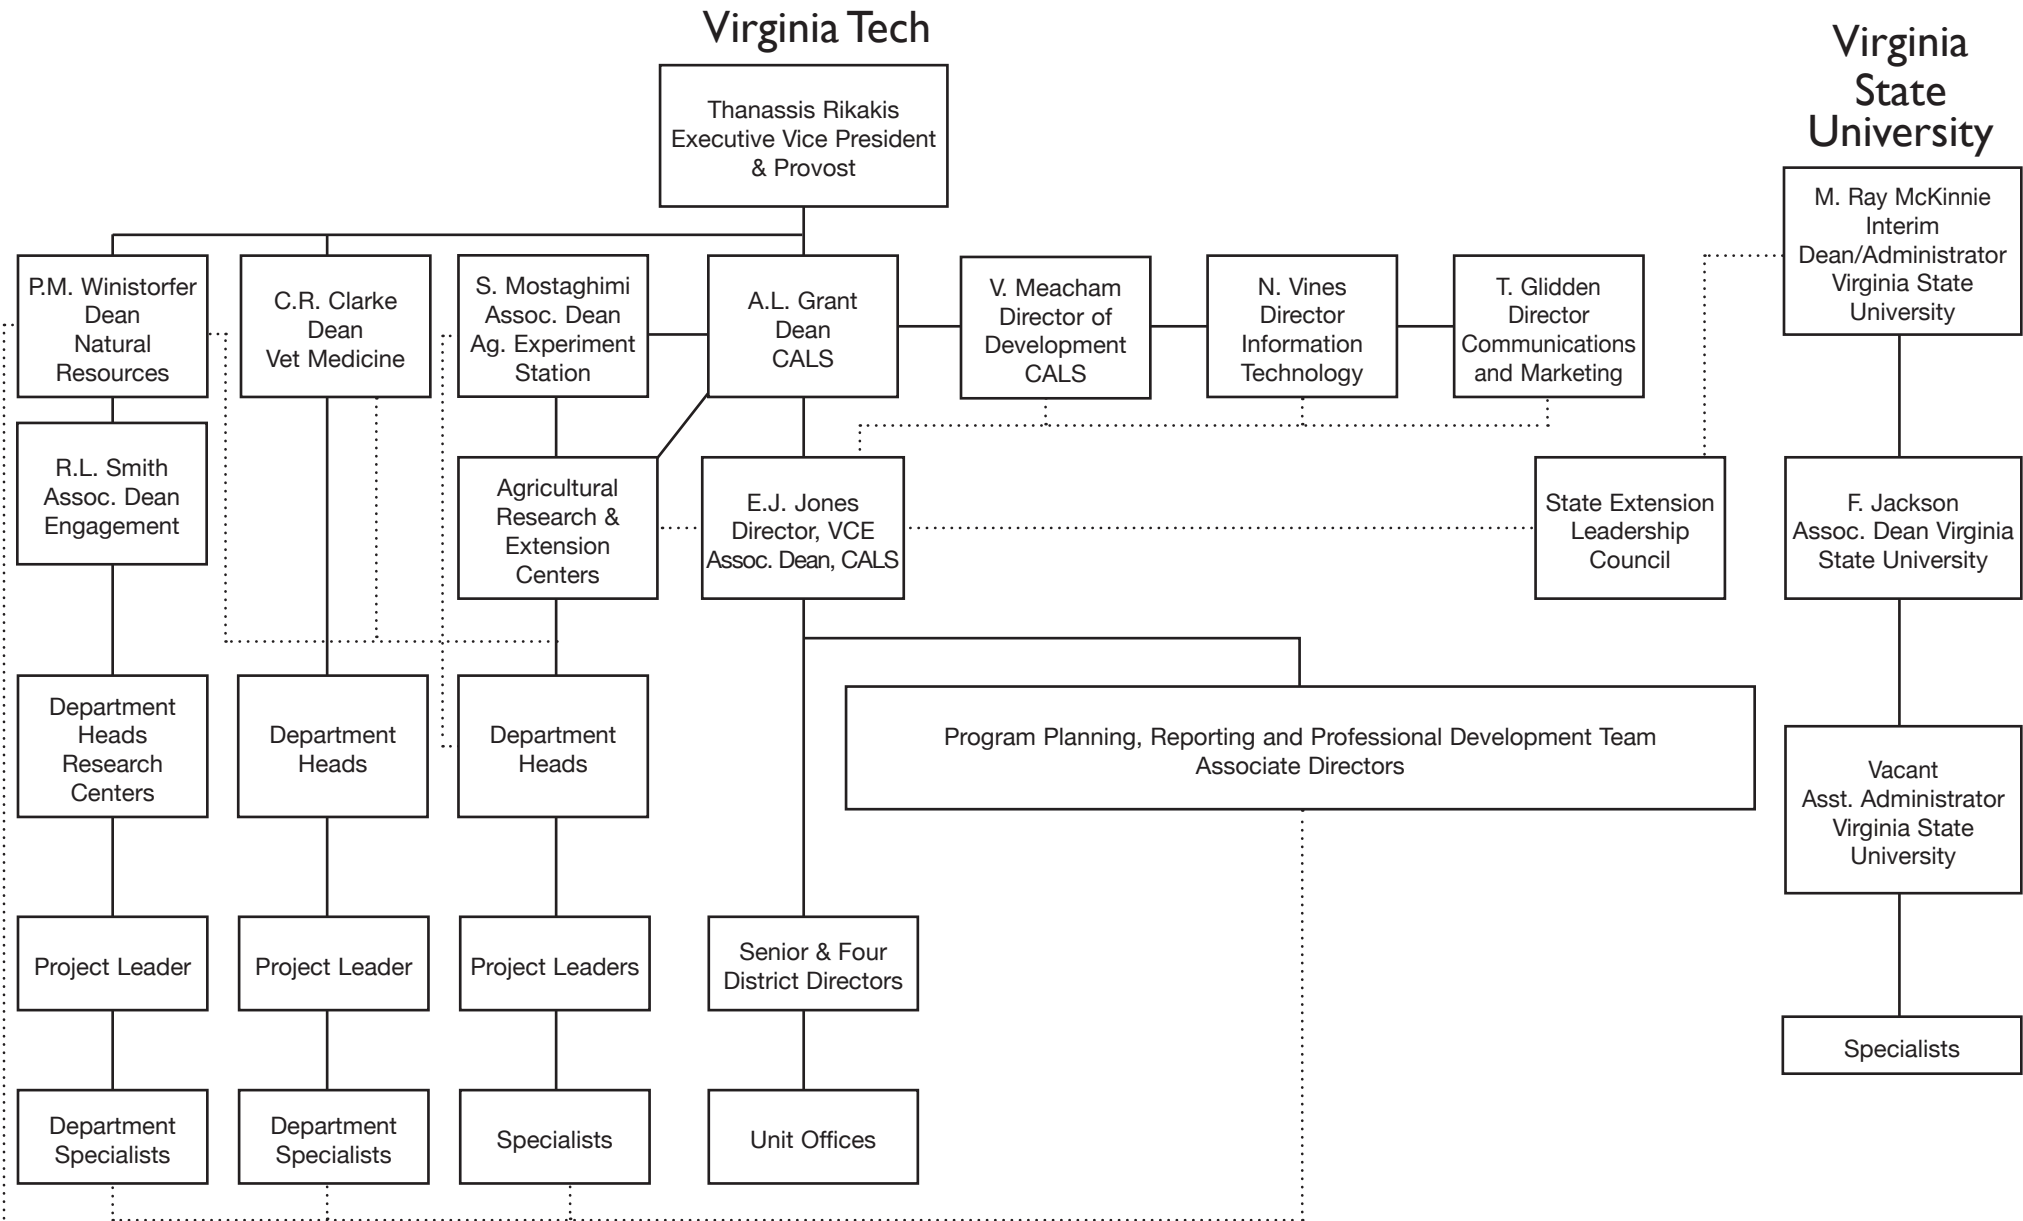 Virginia Tech
Virginia
State
University
Thanassis Rikakis
Executive Vice President
& Provost
M. Ray McKinnie
Interim
Dean/Administrator
Virginia State
University
P.M. Winistorfer
Dean
Natural
Resources
C.R. Clarke
Dean
Vet Medicine
S. Mostaghimi
Assoc. Dean
Ag. Experiment
Station
A.L. Grant
Dean
CALS
V. Meacham
Director of
Development
CALS
N. Vines
Director
Information
Technology
T. Glidden
Director
Communications
and Marketing
R.L. Smith
Assoc. Dean
Engagement
Agricultural
Research &
Extension
Centers
E.J. Jones
Director, VCE
Assoc. Dean, CALS
State Extension
Leadership
Council
F. Jackson
Assoc. Dean Virginia
State University
Department
Heads
Research
Centers
Department
Heads
Department
Heads
Program Planning, Reporting and Professional Development Team
Associate Directors
Vacant
Asst. Administrator
Virginia State
University
Project Leader
Project Leader
Project Leaders
Senior & Four
District Directors
Specialists
Department
Specialists
Department
Specialists
Specialists
Unit Offices